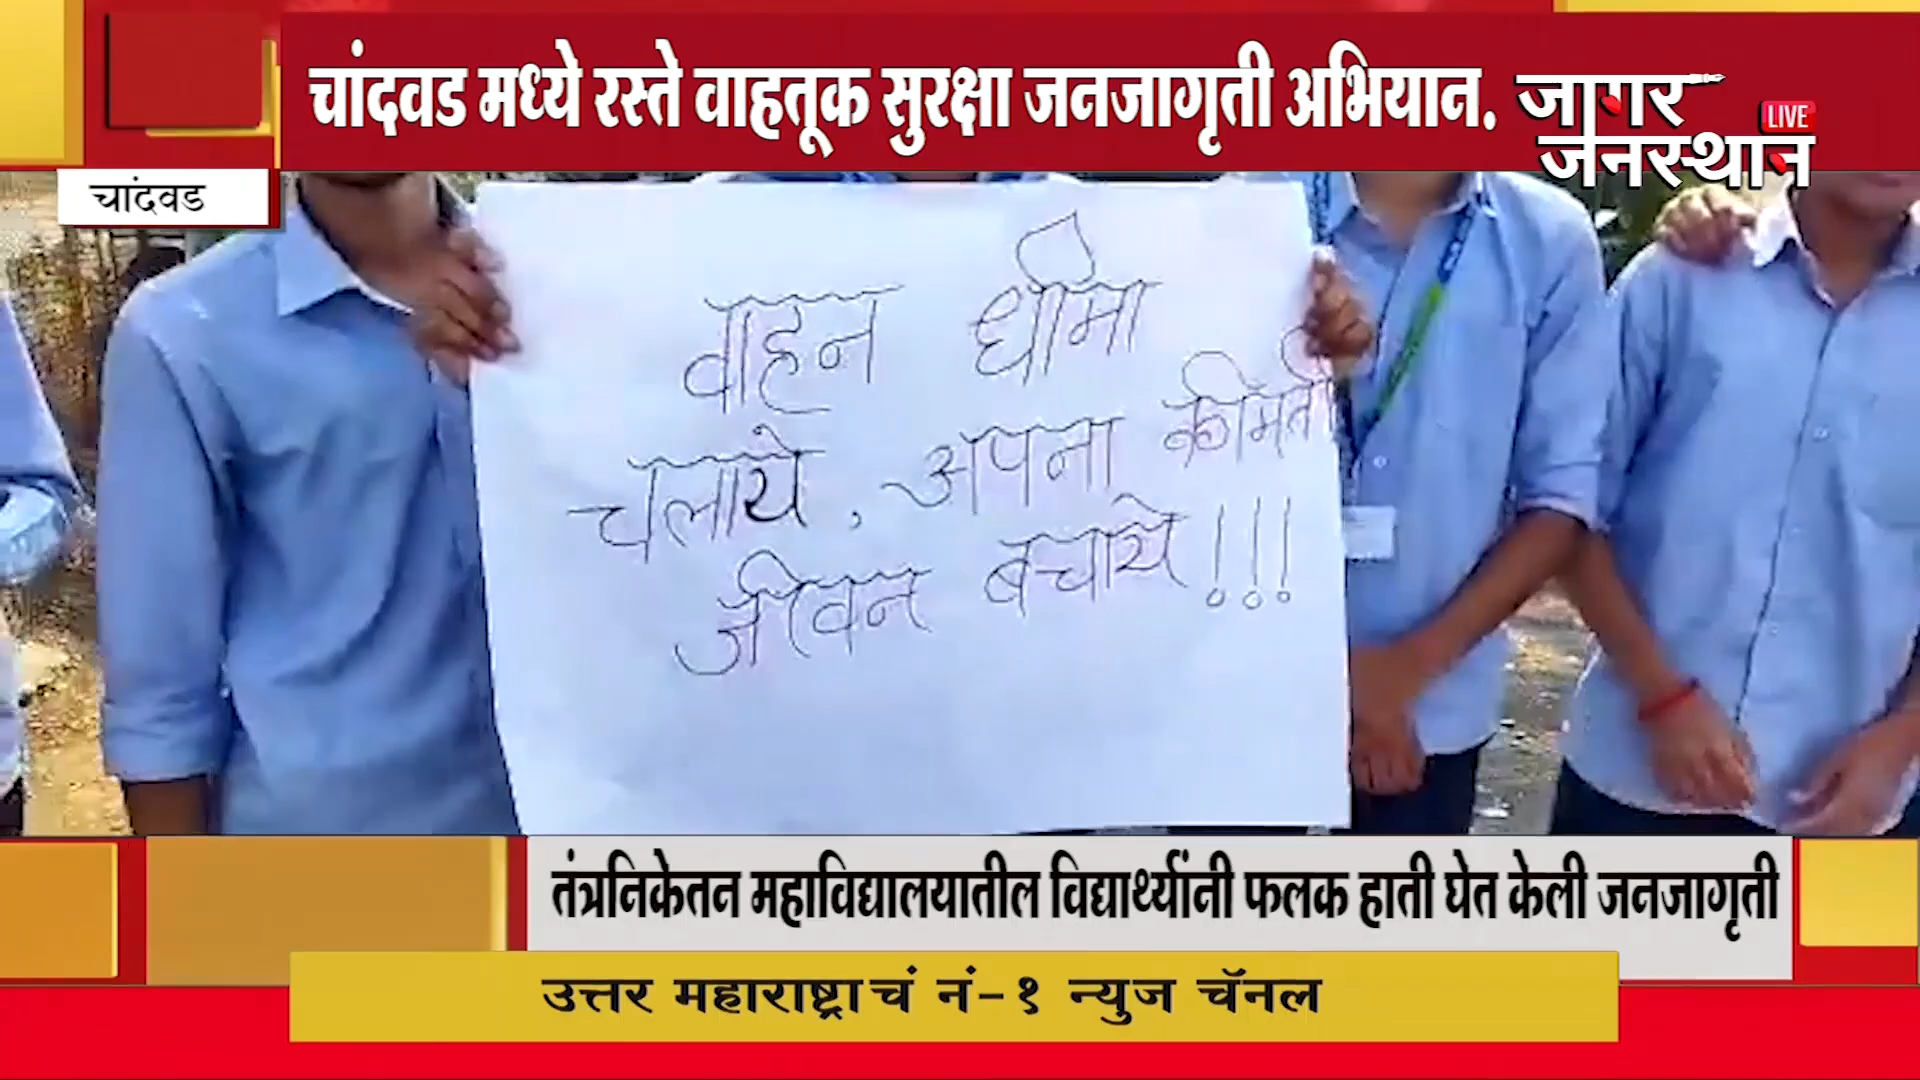 चांदवड मध्ये रस्ते वाहतूक सुरक्षा जनजागृती अभियान.
जागर
LIVE
जनस्थान
चांदवड
वाहन धीमा
चलाये, अपना कीमती
जीवन बचाये!!!
तंत्रनिकेतन महाविद्यालयातील विद्यार्थ्यांनी फलक हाती घेत केली जनजागृती
उत्तर महाराष्ट्राचं नं-१ न्युज चॅनल